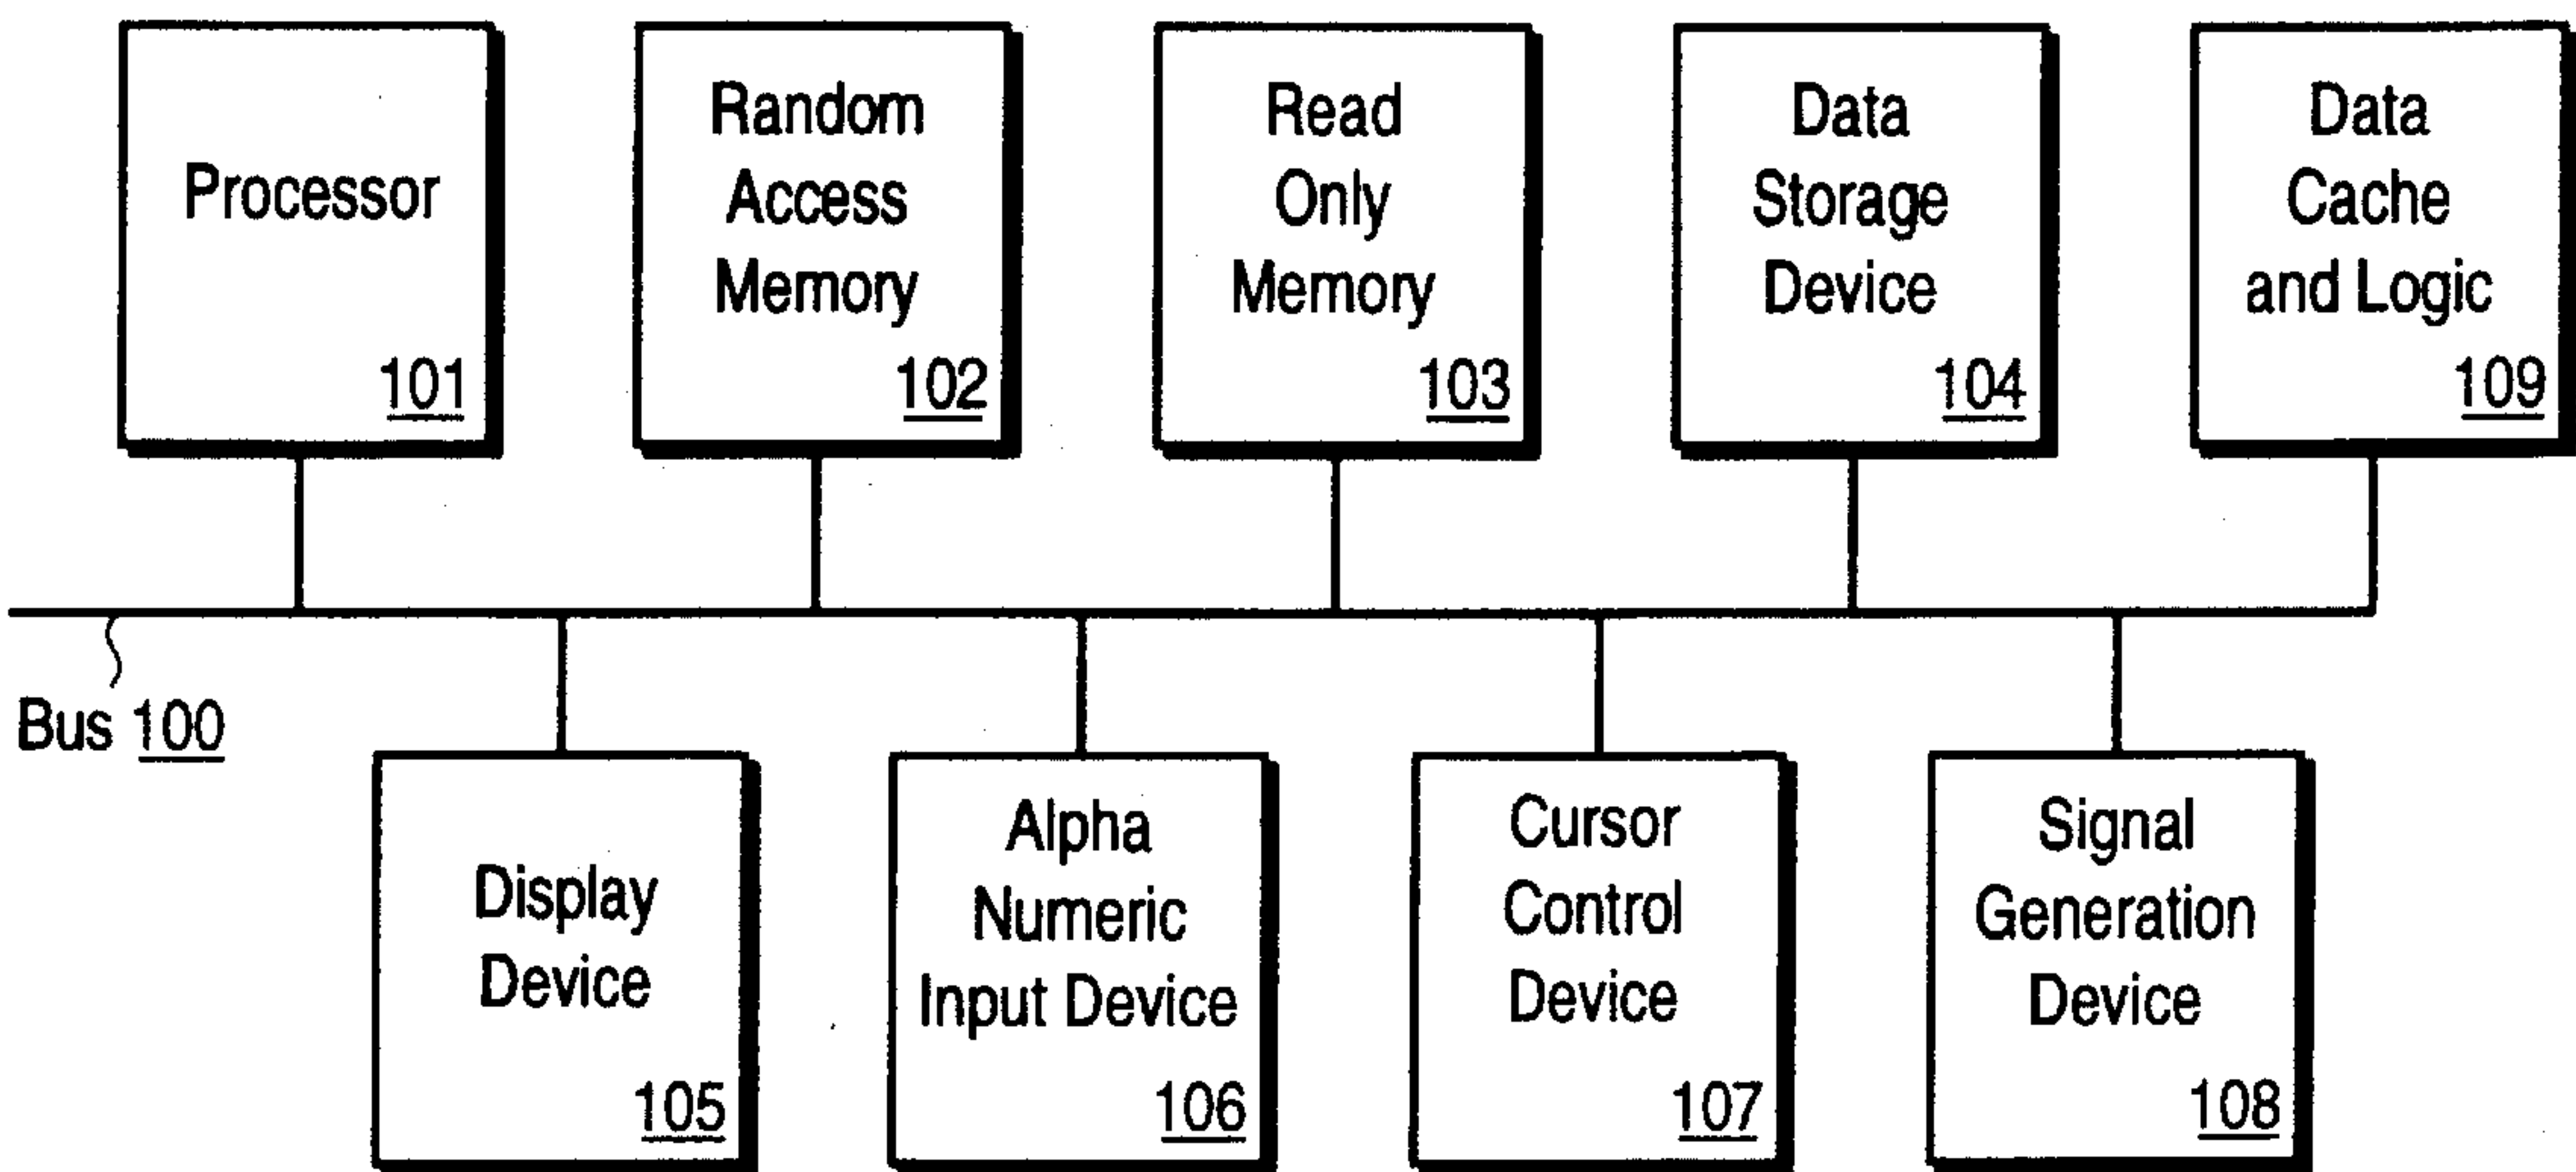 Processor
101
Random
Access
Memory
102
Read
Only
Memory
103
Data
Storage
Device
104
Data
Cache
and Logic
109
Bus 100
Display
Device
105
Alpha
Numeric
Input Device
106
Cursor
Control
Device
107
Signal
Generation
Device
108